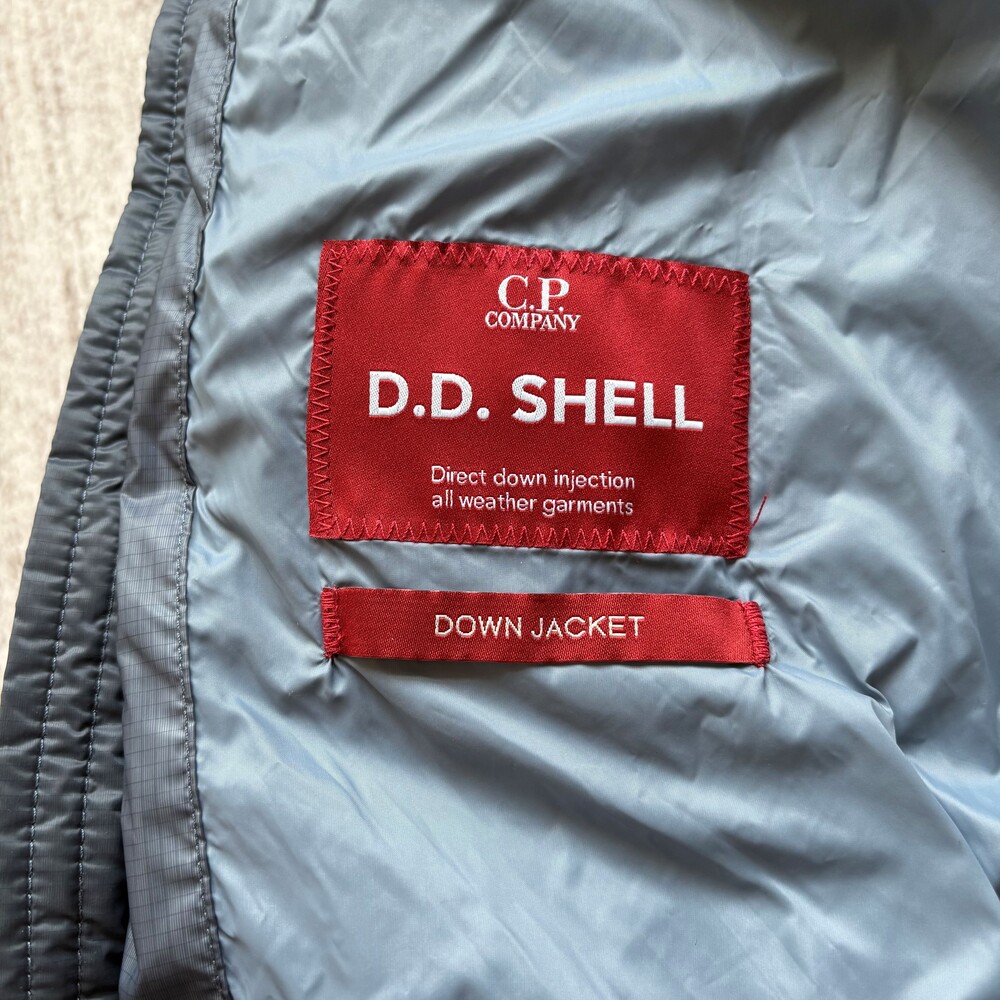 C.P.
COMPANY
D.D. SHELL
Direct down injection
all weather garments
DOWN JACKET